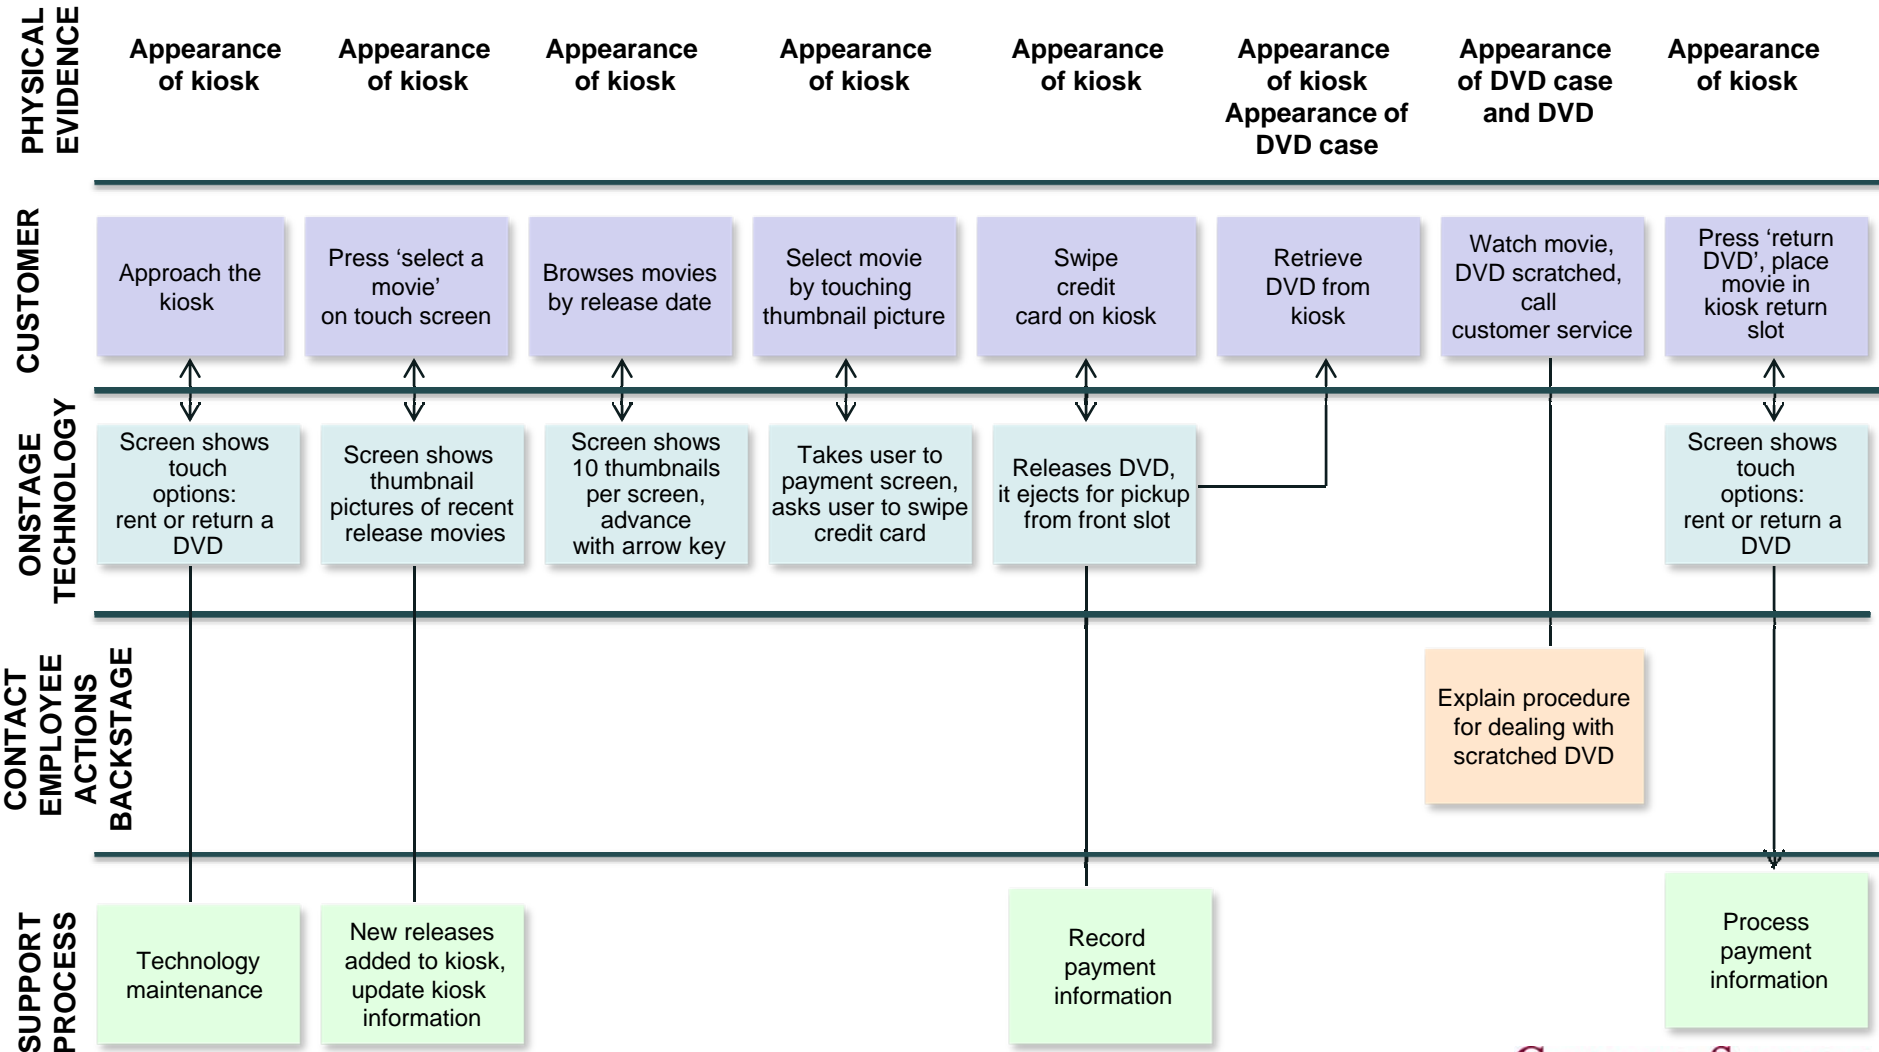 PHYSICAL
EVIDENCE
Appearance
of kiosk
Appearance
of kiosk
Appearance
of kiosk
Appearance
of kiosk
Appearance
of kiosk
Appearance
of kiosk
Appearance of
DVD case
Appearance
of DVD case
and DVD
Appearance
of kiosk
CUSTOMER
Approach the
kiosk
Press ‘select a
movie’
on touch screen
Browses movies
by release date
Select movie
by touching
thumbnail picture
Swipe
credit
card on kiosk
Retrieve
DVD from
kiosk
Watch movie,
DVD scratched,
call
customer service
Press ‘return
DVD’, place
movie in
kiosk return
slot
ONSTAGE
TECHNOLOGY
Screen shows
touch
options:
rent or return a
DVD
Screen shows
thumbnail
pictures of recent
release movies
Screen shows
10 thumbnails
per screen,
advance
with arrow key
Takes user to
payment screen,
asks user to swipe
credit card
Releases DVD,
it ejects for pickup
from front slot
Screen shows
touch
options:
rent or return a
DVD
CONTACT
EMPLOYEE
ACTIONS
BACKSTAGE
Explain procedure
for dealing with
scratched DVD
SUPPORT
PROCESS
Technology
maintenance
New releases
added to kiosk,
update kiosk
information
Record
payment
information
Process
payment
information